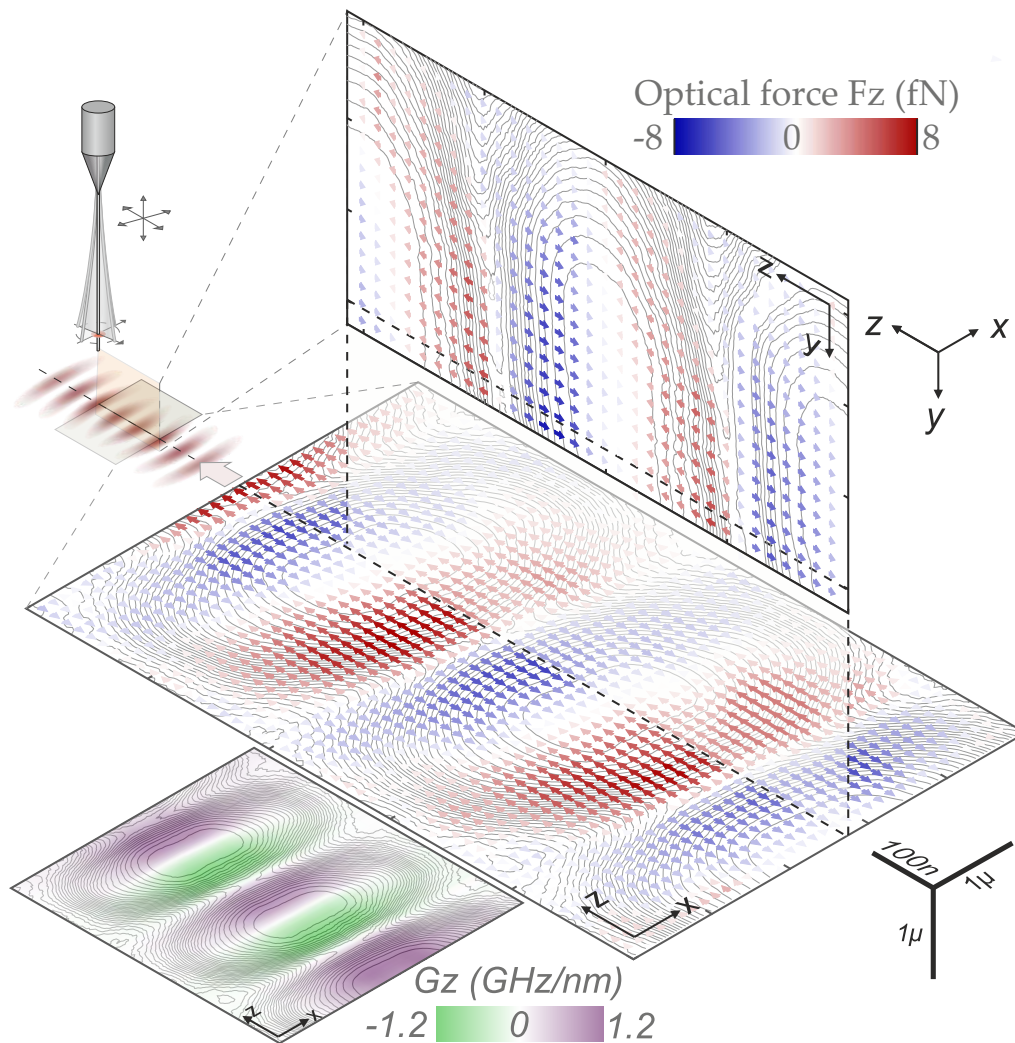 Optical force Fz (fN)
-8 0 8
z
y
z x
y
100n 1µ
1µ
z x
Gz (GHz/nm)
-1.2 0 1.2
z x